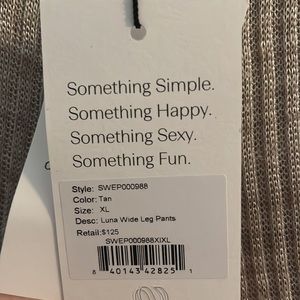 Something Simple.
Something Happy.
Something Sexy.
Something Fun.
Style: SWEP000988
Color: Tan
Size: XL
Desc: Luna Wide Leg Pants
Retail:$125
SWEP000988XIXL
8 40143 42825 1